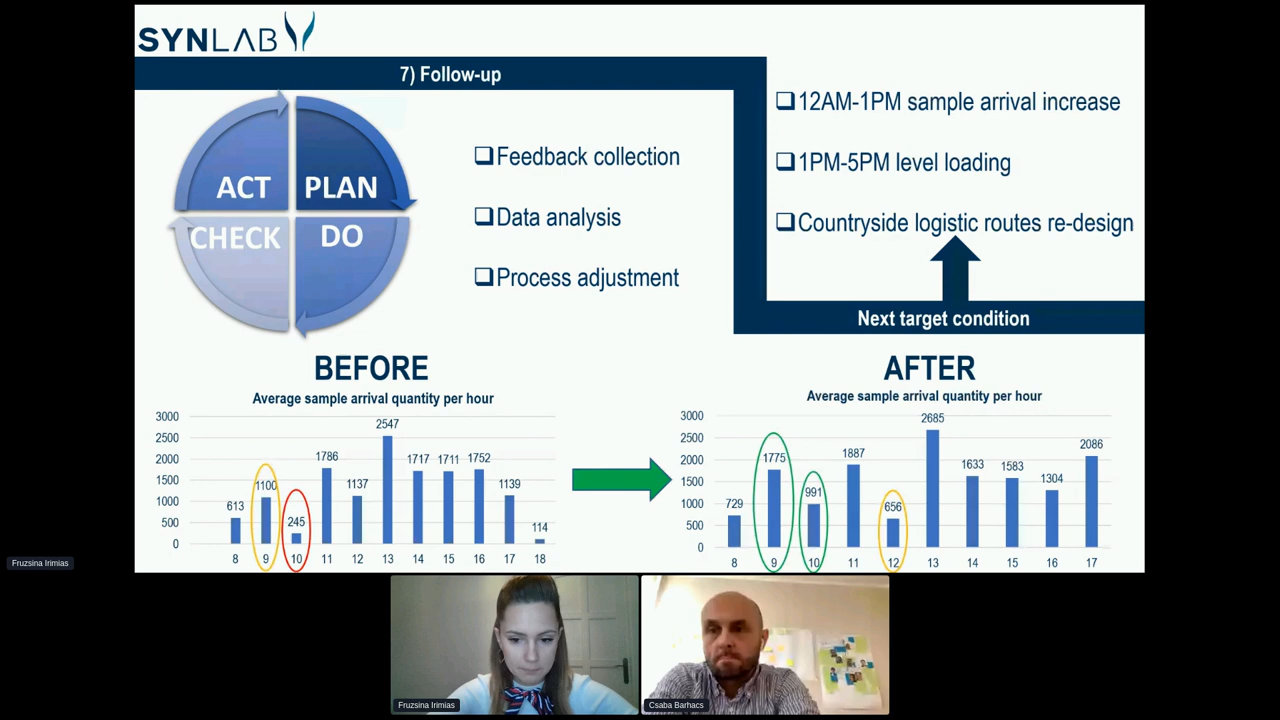 SYNLAB
7) Follow-up
ACT
PLAN
CHECK
DO
❑Feedback collection
❑Data analysis
❑Process adjustment
❑12AM-1PM sample arrival increase
❑1PM-5PM level loading
❑Countryside logistic routes re-design
Next target condition
BEFORE
Average sample arrival quantity per hour
3000
2500
2000
1500
1000
500
0
613
1100
245
1786
1137
2547
1717
1711
1752
1139
114
8 9 10 11 12 13 14 15 16 17 18
AFTER
Average sample arrival quantity per hour
3000
2500
2000
1500
1000
500
0
729
1775
991
1887
656
2685
1633
1583
1304
2086
8 9 10 11 12 13 14 15 16 17
Fruzsina Irimias
Fruzsina Irimias
Csaba Barhacs